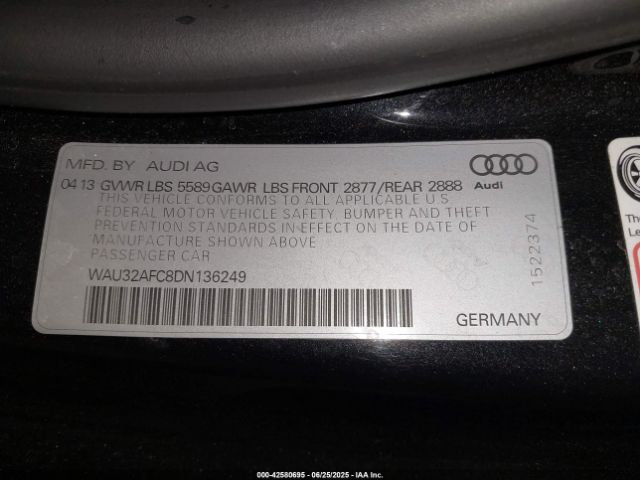 MFD. BY AUDI AG
04 13 GVWR LBS 5589 GAWR LBS FRONT 2877/REAR 2888 Audi
THIS VEHICLE CONFORMS TO ALL APPLICABLE U.S
FEDERAL MOTOR VEHICLE SAFETY, BUMPER AND THEFT
PREVENTION STANDARDS IN EFFECT ON THE DATE OF
MANUFACTURE SHOWN ABOVE
PASSENGER CAR
WAU32AFC8DN136249
GERMANY
1522374
Th
Le
000-42580695 - 06/25/2025 - IAA Inc.